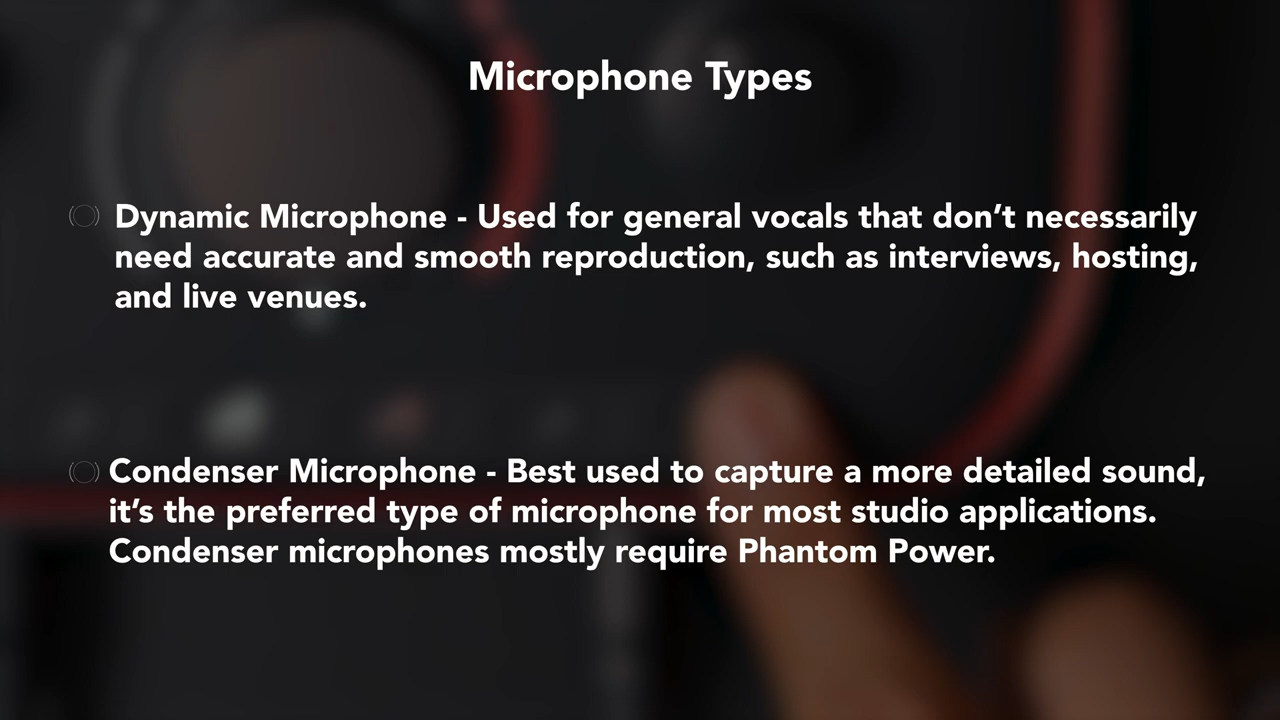 Microphone Types
Dynamic Microphone - Used for general vocals that don’t necessarily
need accurate and smooth reproduction, such as interviews, hosting,
and live venues.
Condenser Microphone - Best used to capture a more detailed sound,
it’s the preferred type of microphone for most studio applications.
Condenser microphones mostly require Phantom Power.